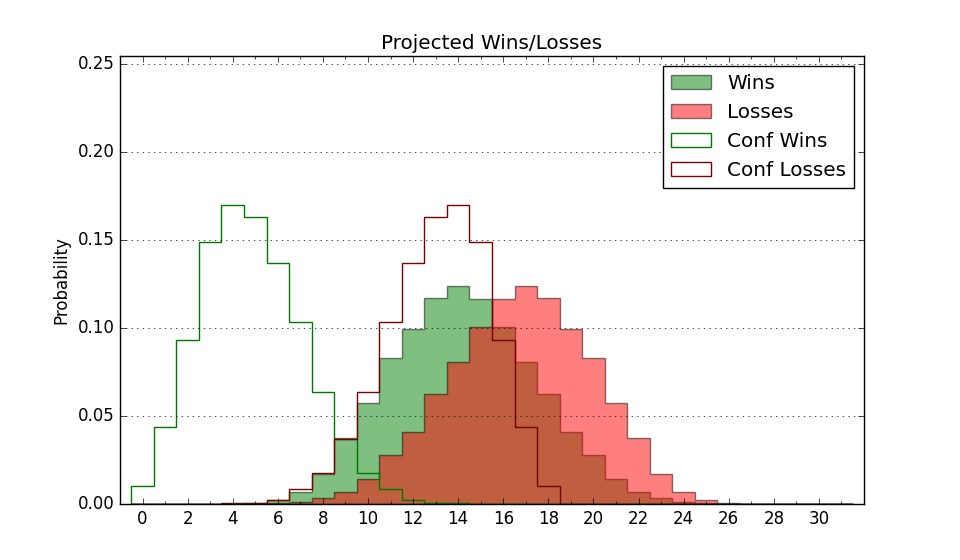 Projected Wins/Losses
0.25
0.20
0.15
0.10
0.05
0.00
Probability
Wins
Losses
Conf Wins
Conf Losses
0 2 4 6 8 10 12 14 16 18 20 22 24 26 28 30